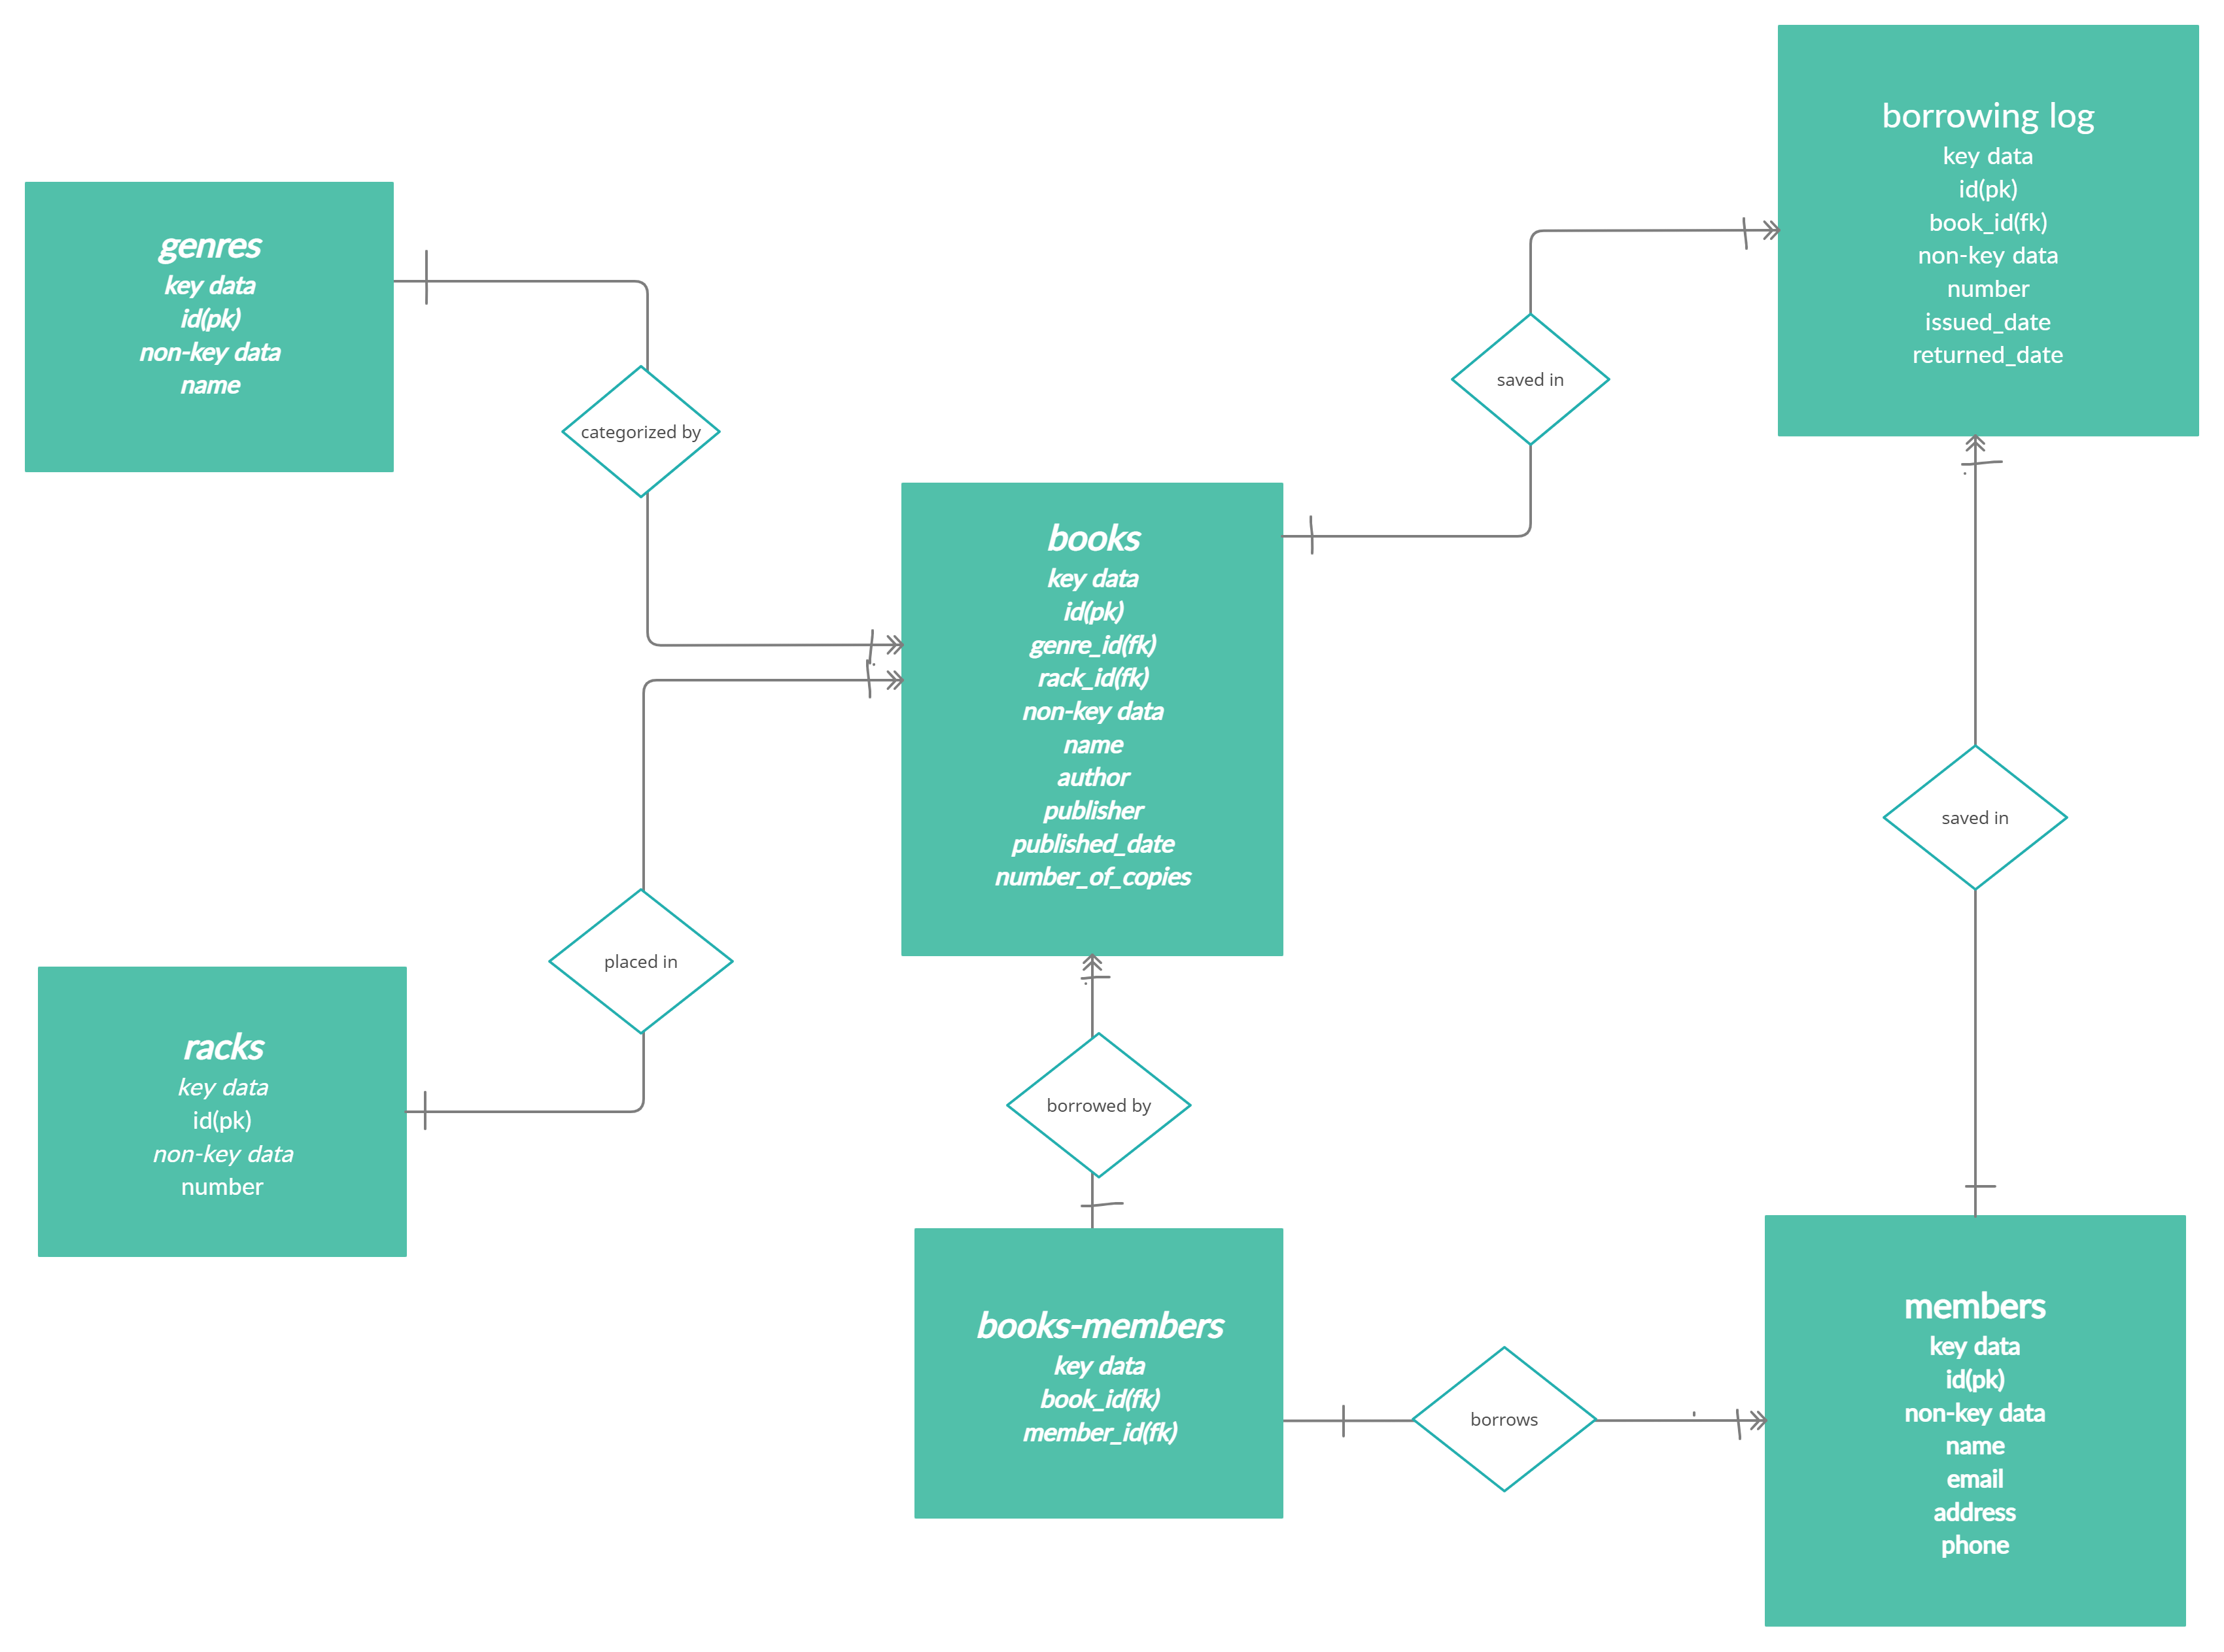 borrowing log
key data
id(pk)
book_id(fk)
non-key data
number
issued_date
returned_date
genres
key data
id(pk)
non-key data
name
categorized by
saved in
books
key data
id(pk)
genre_id(fk)
rack_id(fk)
non-key data
name
author
publisher
published_date
number_of_copies
saved in
placed in
racks
key data
id(pk)
non-key data
number
borrowed by
books-members
key data
book_id(fk)
member_id(fk)
borrows
members
key data
id(pk)
non-key data
name
email
address
phone